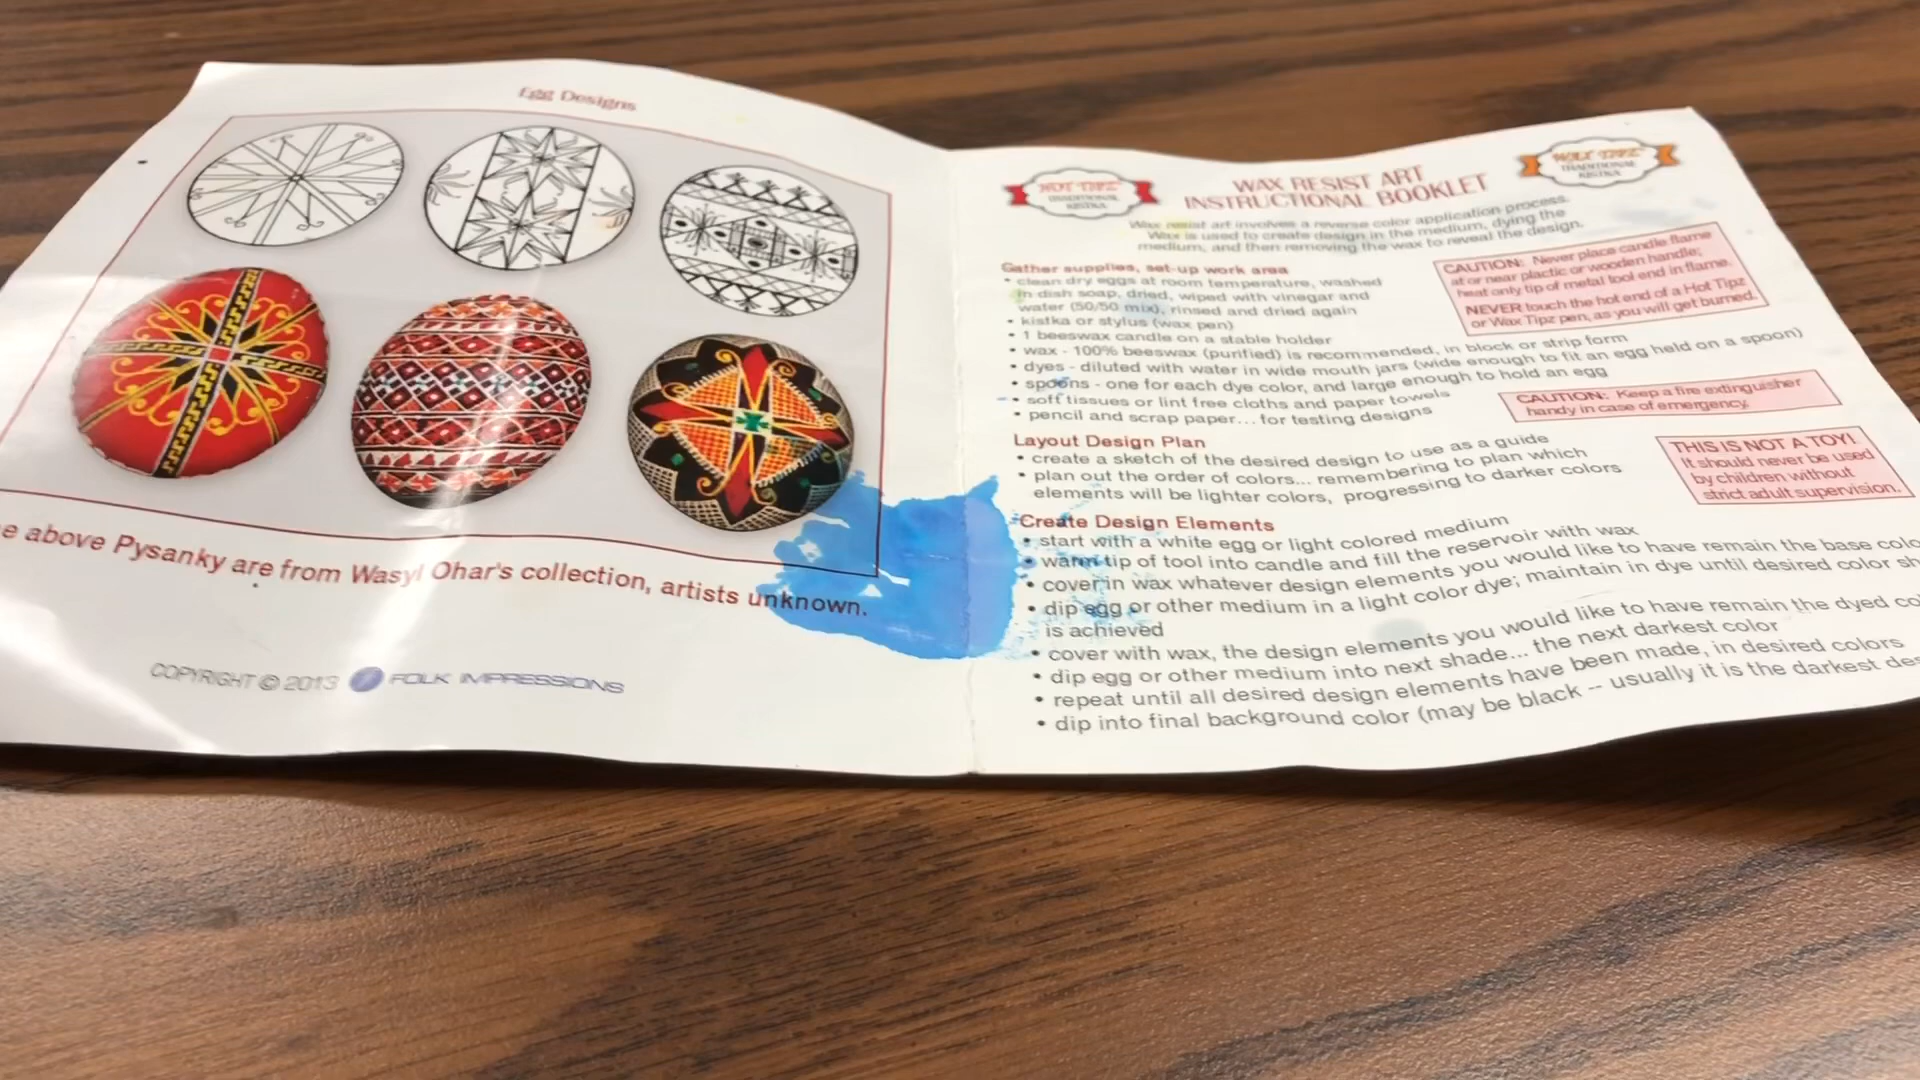 Egg Designs
e above Pysanky are from Wasyl Ohar's collection, artists unknown.
COPYRIGHT © 2013 FOLK IMPRESSIONS
HOT TIPZ
TRADITIONAL
KISTKA
WAX RESIST ART
INSTRUCTIONAL BOOKLET
WAX TIPZ
TRADITIONAL
KISTKA
Wax resist art involves a reverse color application process.
Wax is used to create design in the medium, dying the
medium, and then removing the wax to reveal the design.
Gather supplies, set-up work area
• clean dry eggs at room temperature, washed
in dish soap, dried, wiped with vinegar and
water (50/50 mix), rinsed and dried again
• kistka or stylus (wax pen)
• 1 beeswax candle on a stable holder
• wax - 100% beeswax (purified) is recommended, in block or strip form
• dyes - diluted with water in wide mouth jars (wide enough to fit an egg held on a spoon)
• spoons - one for each dye color, and large enough to hold an egg
• soft tissues or lint free cloths and paper towels
• pencil and scrap paper... for testing designs
CAUTION: Never place candle flame
at or near plactic or wooden handle;
heat only tip of metal tool end in flame.
NEVER touch the hot end of a Hot Tipz
or Wax Tipz pen, as you will get burned.
CAUTION: Keep a fire extinguisher
handy in case of emergency.
Layout Design Plan
• create a sketch of the desired design to use as a guide
• plan out the order of colors... remembering to plan which
elements will be lighter colors, progressing to darker colors
THIS IS NOT A TOY!
It should never be used
by children without
strict adult supervision.
Create Design Elements
• start with a white egg or light colored medium
• warm tip of tool into candle and fill the reservoir with wax
• cover in wax whatever design elements you would like to have remain the base colo
• dip egg or other medium in a light color dye; maintain in dye until desired color sh
is achieved
• cover with wax, the design elements you would like to have remain the dyed co
• dip egg or other medium into next shade... the next darkest color
• repeat until all desired design elements have been made, in desired colors
• dip into final background color (may be black -- usually it is the darkest des